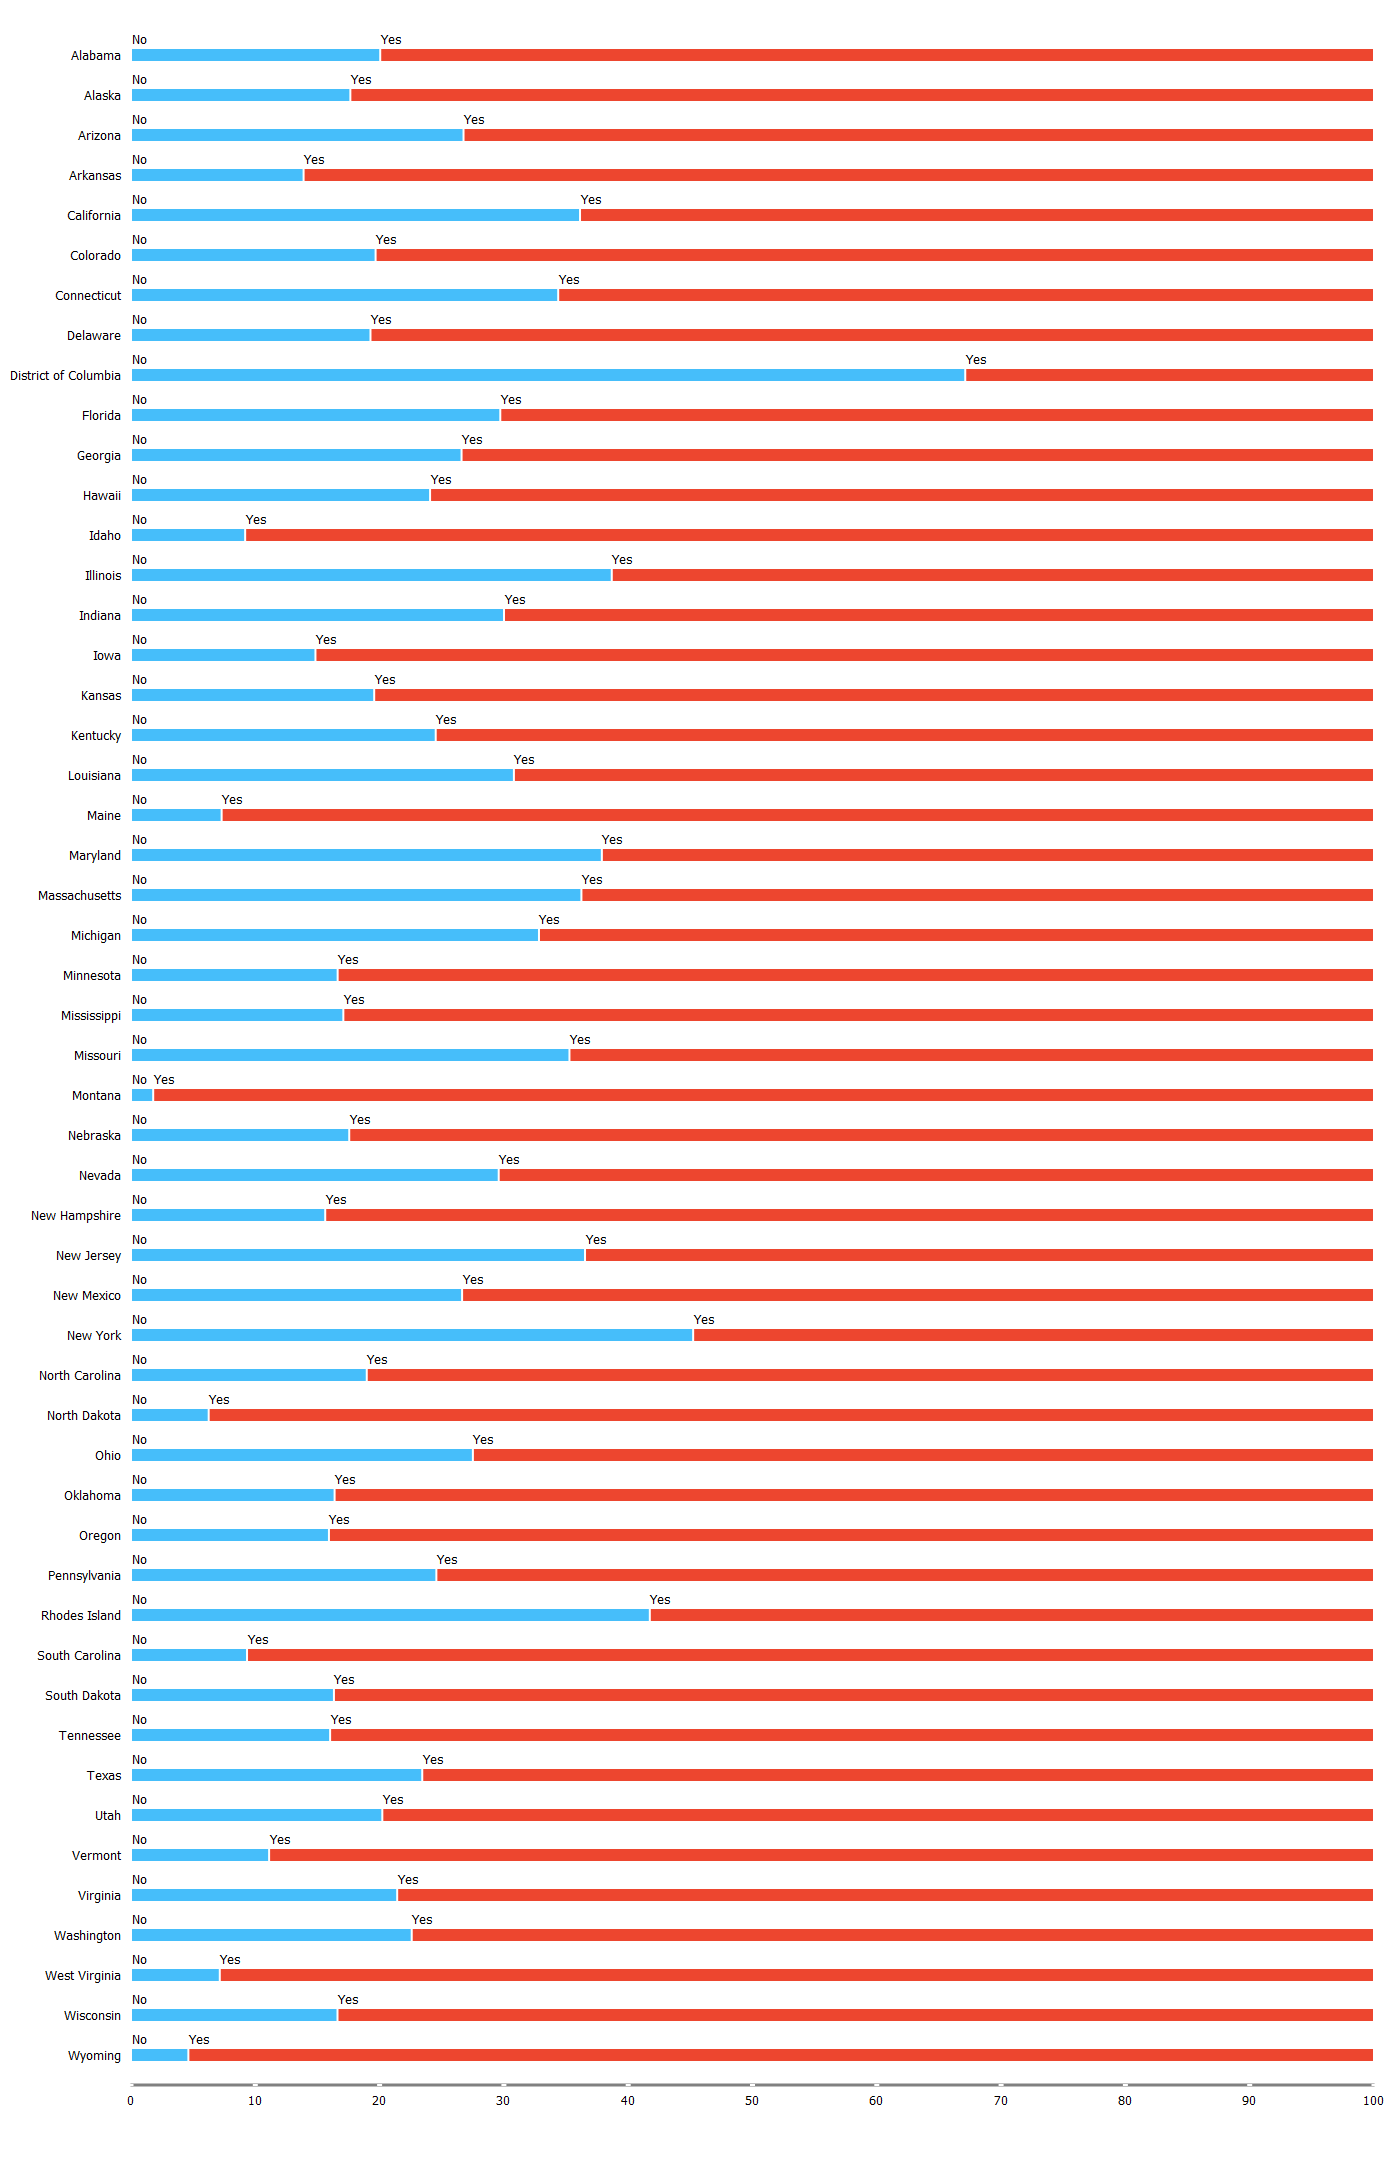 No Yes
Alabama
No Yes
Alaska
No Yes
Arizona
No Yes
Arkansas
No Yes
California
No Yes
Colorado
No Yes
Connecticut
No Yes
Delaware
No Yes
District of Columbia
No Yes
Florida
No Yes
Georgia
No Yes
Hawaii
No Yes
Idaho
No Yes
Illinois
No Yes
Indiana
No Yes
Iowa
No Yes
Kansas
No Yes
Kentucky
No Yes
Louisiana
No Yes
Maine
No Yes
Maryland
No Yes
Massachusetts
No Yes
Michigan
No Yes
Minnesota
No Yes
Mississippi
No Yes
Missouri
No Yes
Montana
No Yes
Nebraska
No Yes
Nevada
No Yes
New Hampshire
No Yes
New Jersey
No Yes
New Mexico
No Yes
New York
No Yes
North Carolina
No Yes
North Dakota
No Yes
Ohio
No Yes
Oklahoma
No Yes
Oregon
No Yes
Pennsylvania
No Yes
Rhodes Island
No Yes
South Carolina
No Yes
South Dakota
No Yes
Tennessee
No Yes
Texas
No Yes
Utah
No Yes
Vermont
No Yes
Virginia
No Yes
Washington
No Yes
West Virginia
No Yes
Wisconsin
No Yes
Wyoming
0 10 20 30 40 50 60 70 80 90 100